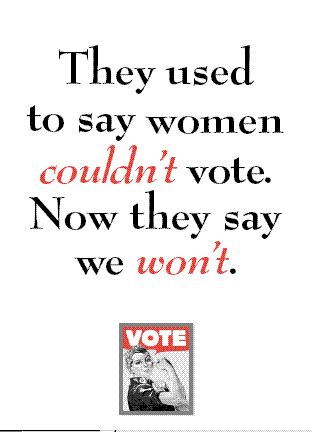 They used
to say women
couldn't vote.
Now they say
we won't.
VOTE